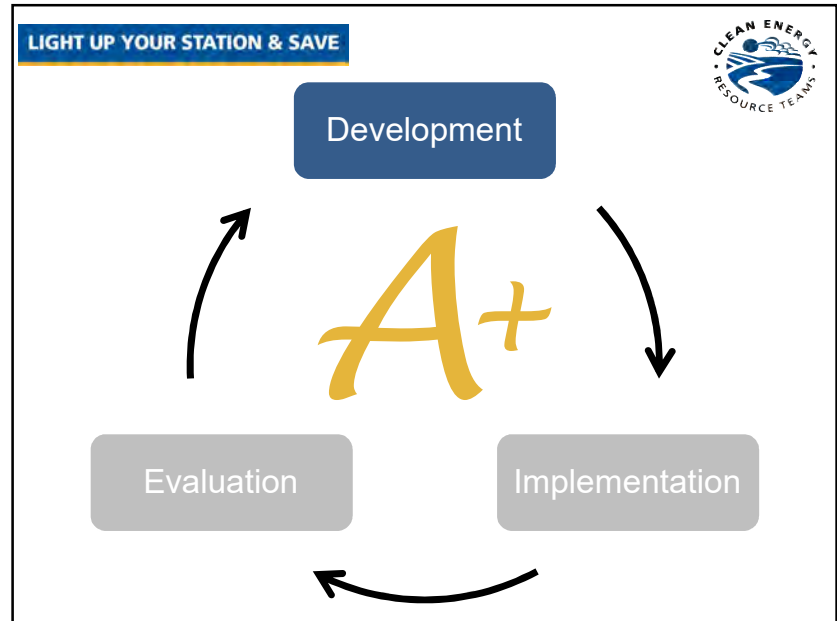 LIGHT UP YOUR STATION & SAVE
CLEAN ENERGY
RESOURCE TEAMS
Development
A+
Evaluation
Implementation